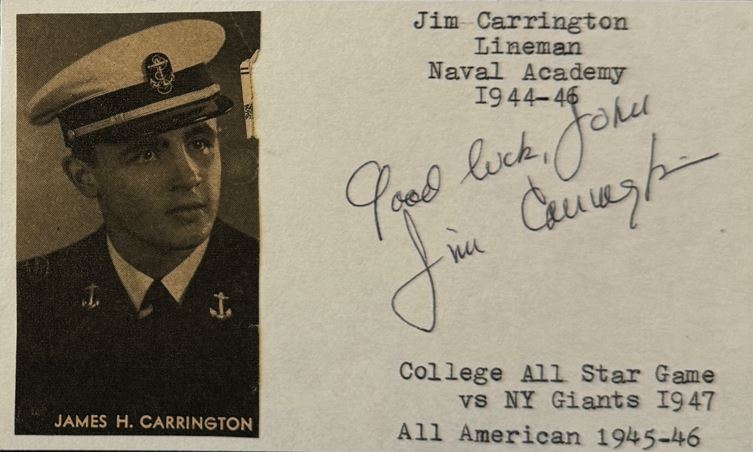 Jim Carrington
Lineman
Naval Academy
1944-46
Good luck, John
Jim Carrington
College All Star Game
vs NY Giants 1947
All American 1945-46
JAMES H. CARRINGTON